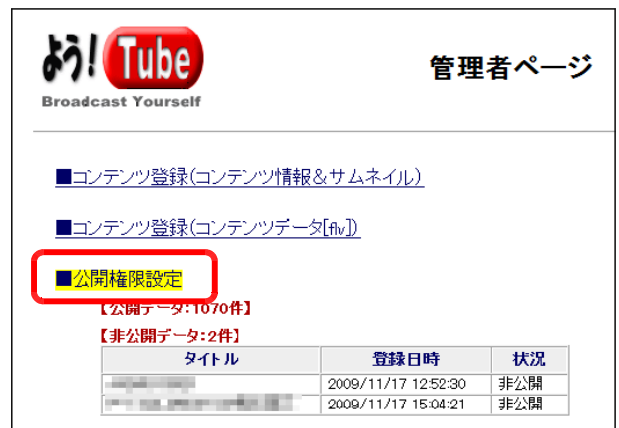 よう! Tube
Broadcast Yourself
管理者ページ
■コンテンツ登録(コンテンツ情報&サムネイル)
■コンテンツ登録(コンテンツデータ[flv])
■公開権限設定
【公開データ:1070件】
【非公開データ:2件】
タイトル 登録日時 状況
2009/11/17 12:52:30 非公開
2009/11/17 15:04:21 非公開